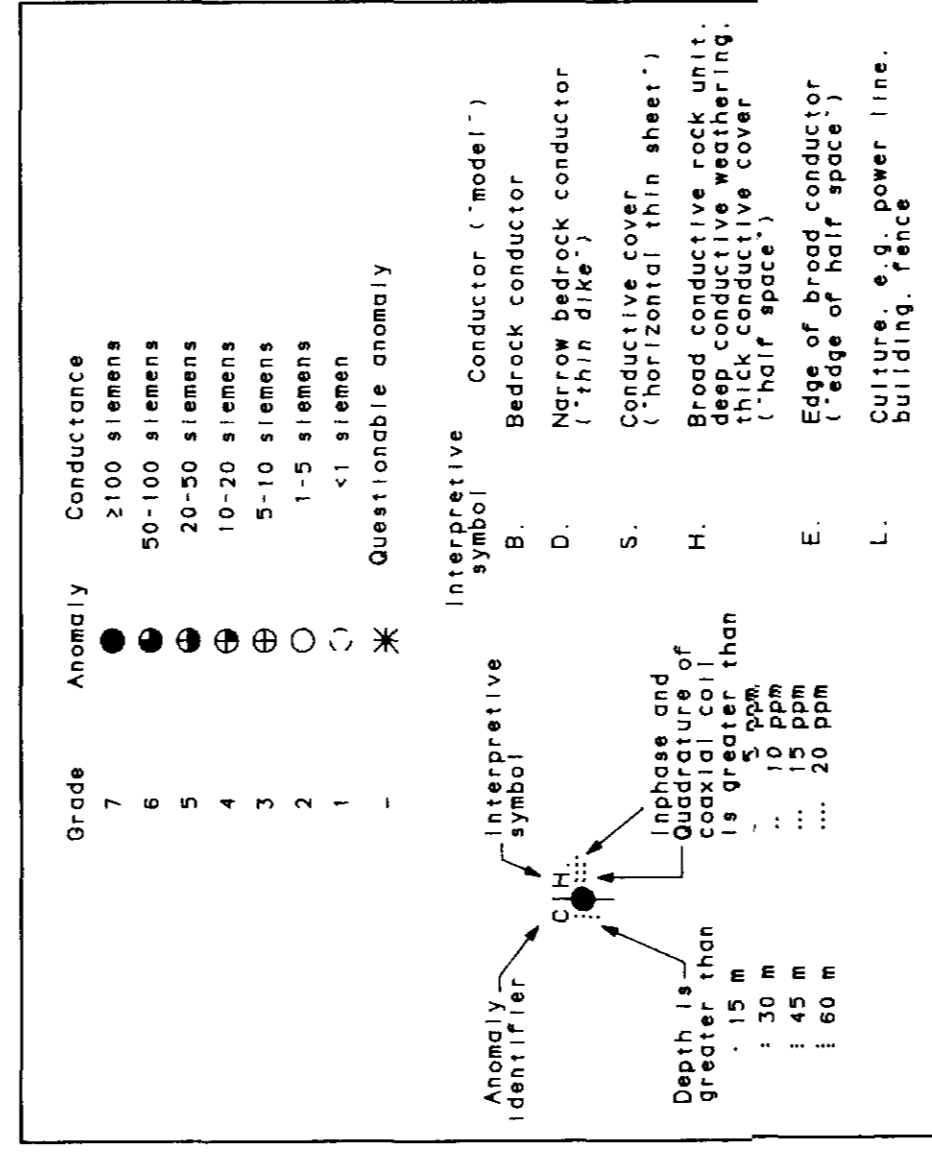 Grade Anomaly Conductance
7 ≥100 siemens
6 50-100 siemens
5 20-50 siemens
4 10-20 siemens
3 5-10 siemens
2 1-5 siemens
1 <1 siemen
- Questionable anomaly
Anomaly
Identifier
Interpretive
symbol
C H.
Depth is
greater than
. 15 m
: 30 m
⋮ 45 m
⁞ 60 m
Inphase and
Quadrature of
coaxial coil
is greater than
. 5 ppm
.. 10 ppm
... 15 ppm
.... 20 ppm
Interpretive
symbol Conductor ("model")
B. Bedrock conductor
D. Narrow bedrock conductor
("thin dike")
S. Conductive cover
("horizontal thin sheet")
H. Broad conductive rock unit.
deep conductive weathering.
thick conductive cover
("half space")
E. Edge of broad conductor
("edge of half space")
L. Culture. e.g. power line.
building. fence